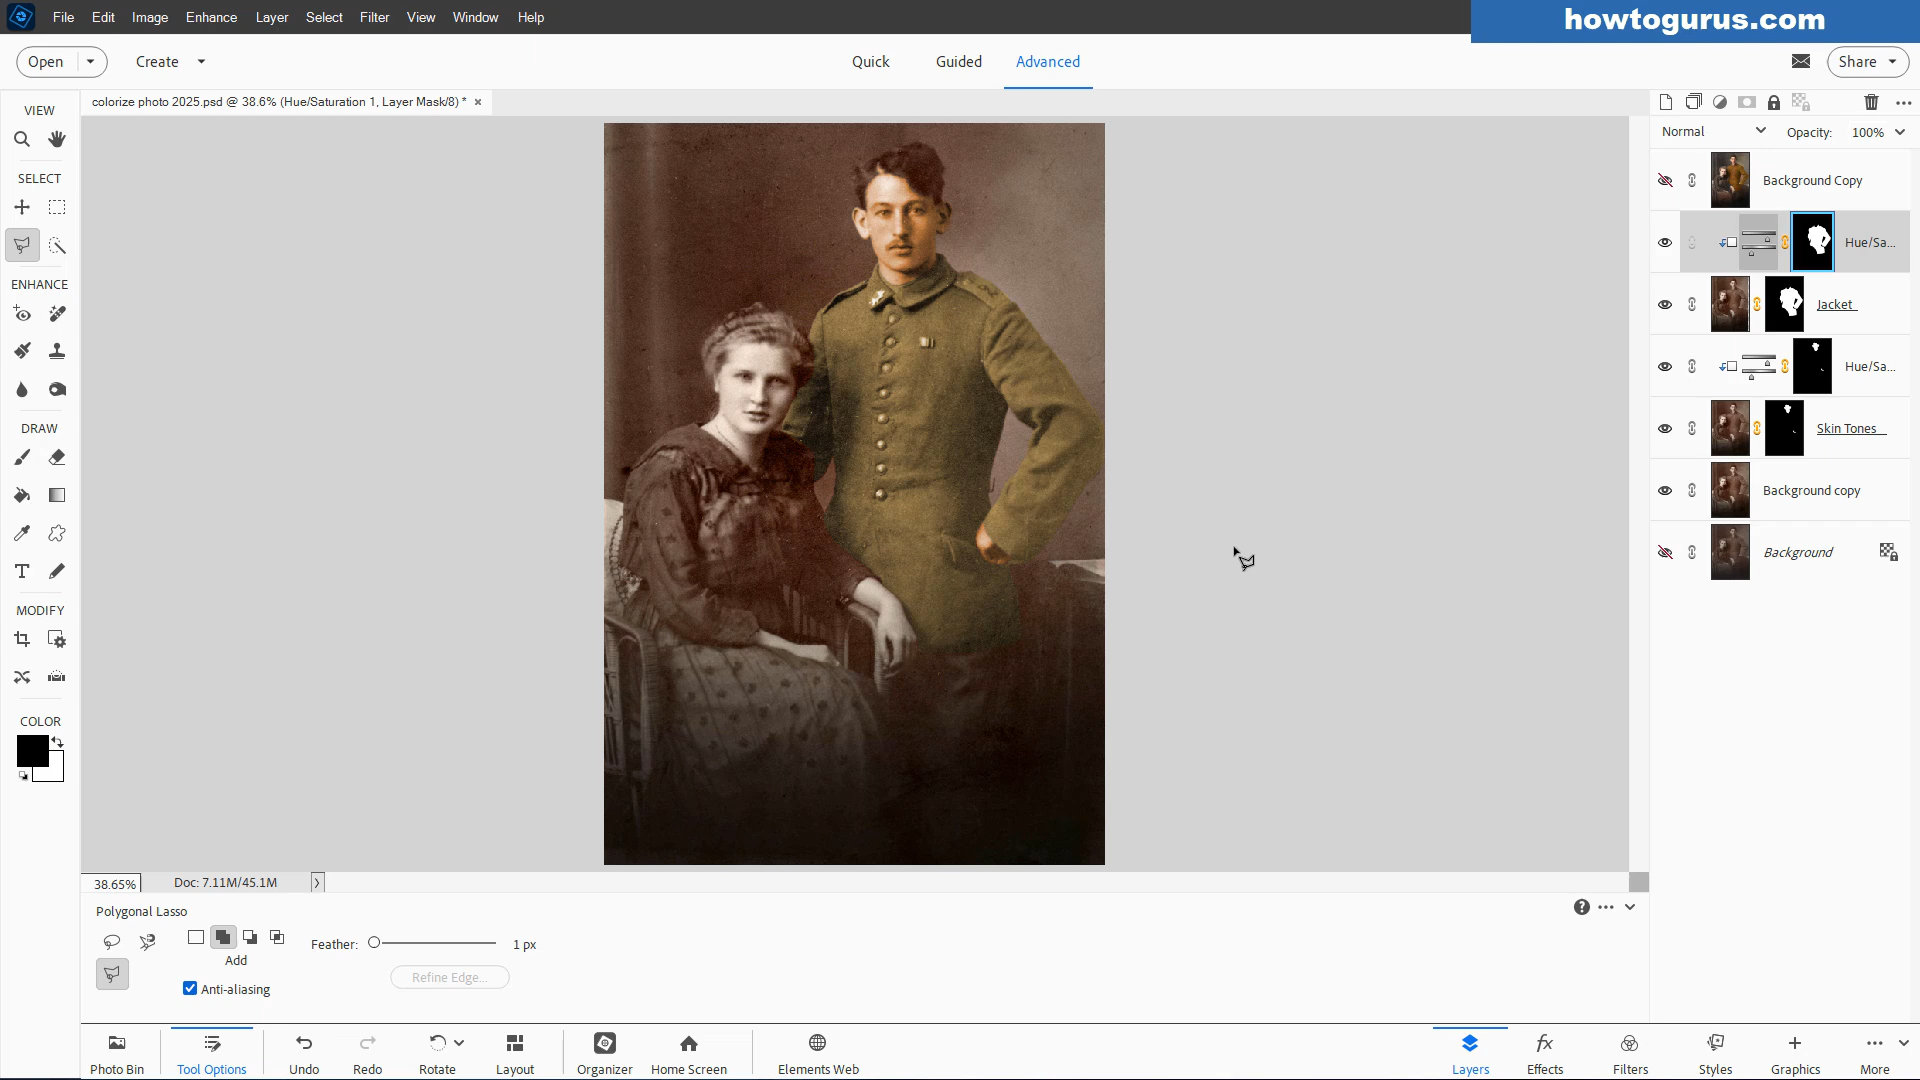 File Edit Image Enhance Layer Select Filter View Window Help
howtogurus.com
Open Create Quick Guided Advanced Share
colorize photo 2025.psd @ 38.6% (Hue/Saturation 1, Layer Mask/8) * ×
VIEW
SELECT
ENHANCE
DRAW
MODIFY
COLOR
Normal Opacity: 100%
Background Copy
Hue/Sa...
Jacket
Hue/Sa...
Skin Tones
Background copy
Background
38.65% Doc: 7.11M/45.1M
Polygonal Lasso
Add
Feather: 1 px
Refine Edge...
Anti-aliasing
Photo Bin Tool Options Undo Redo Rotate Layout Organizer Home Screen Elements Web Layers Effects Filters Styles Graphics More